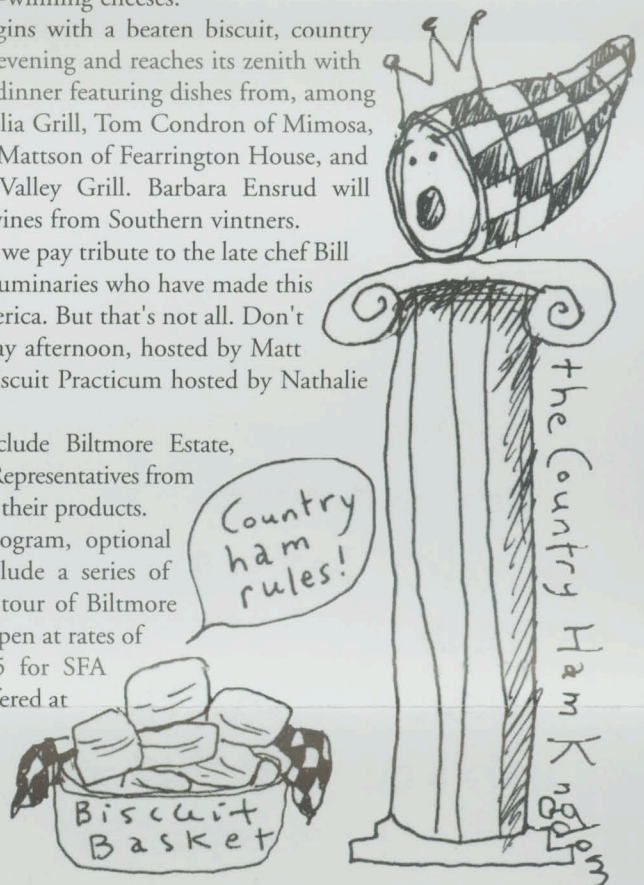 -winning cheeses.
gins with a beaten biscuit, country
evening and reaches its zenith with
dinner featuring dishes from, among
lia Grill, Tom Condron of Mimosa,
Mattson of Fearrington House, and
Valley Grill. Barbara Ensrud will
vines from Southern vintners.
we pay tribute to the late chef Bill
uminaries who have made this
erica. But that's not all. Don't
ay afternoon, hosted by Matt
scuit Practicum hosted by Nathalie
clude Biltmore Estate,
Representatives from
their products.
ogram, optional
lude a series of
tour of Biltmore
pen at rates of
5 for SFA
fered at
Country
ham
rules!
Biscuit
Basket
the Country Ham Kngdom